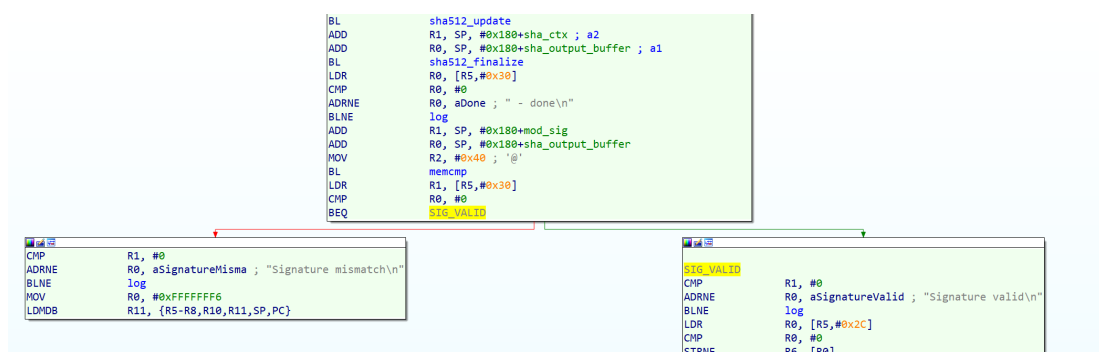 BL sha512_update
ADD R1, SP, #0x180+sha_ctx ; a2
ADD R0, SP, #0x180+sha_output_buffer ; a1
BL sha512_finalize
LDR R0, [R5,#0x30]
CMP R0, #0
ADRNE R0, aDone ; " - done\n"
BLNE log
ADD R1, SP, #0x180+mod_sig
ADD R0, SP, #0x180+sha_output_buffer
MOV R2, #0x40 ; '@'
BL memcmp
LDR R1, [R5,#0x30]
CMP R0, #0
BEQ SIG_VALID
CMP R1, #0
ADRNE R0, aSignatureMisma ; "Signature mismatch\n"
BLNE log
MOV R0, #0xFFFFFFF6
LDMDB R11, {R5-R8,R10,R11,SP,PC}
SIG_VALID
CMP R1, #0
ADRNE R0, aSignatureValid ; "Signature valid\n"
BLNE log
LDR R0, [R5,#0x2C]
CMP R0, #0
STRNE R6, [R0]